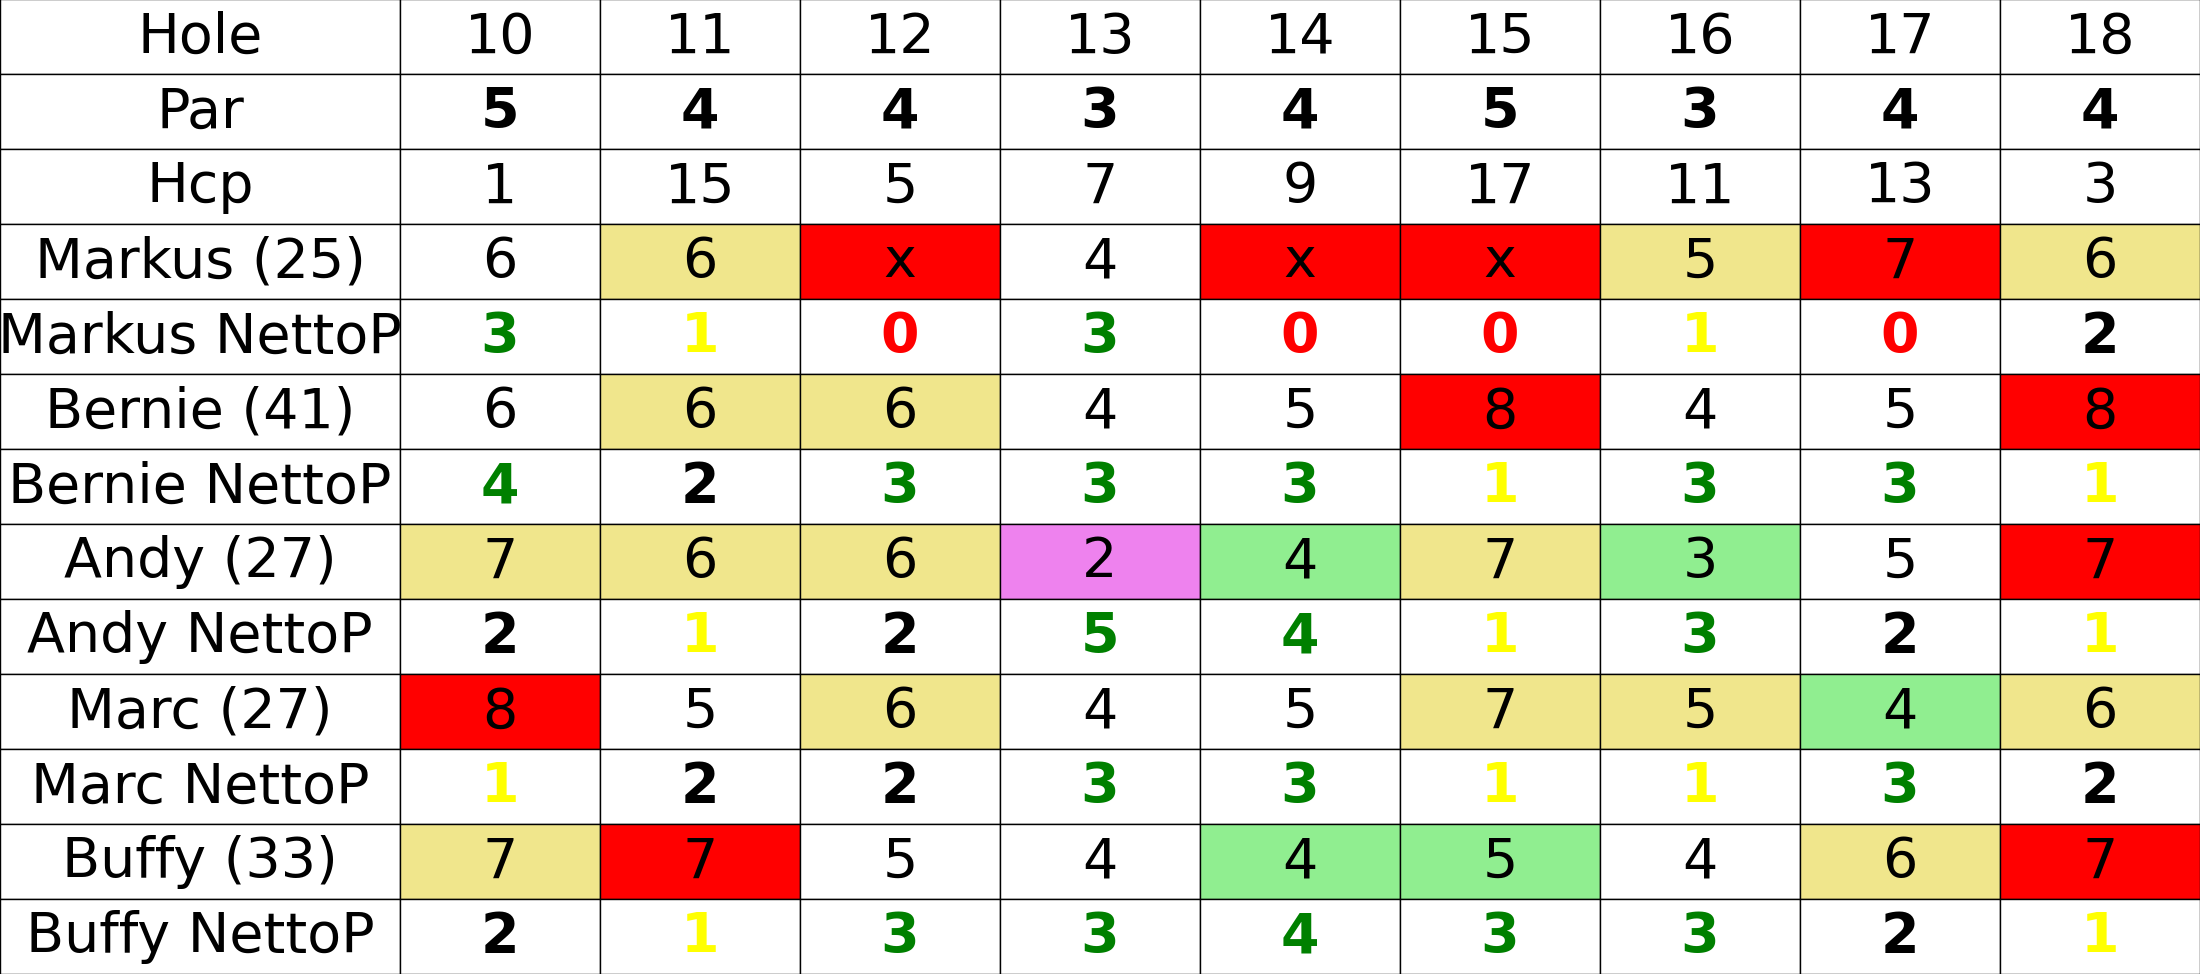 Hole 10 11 12 13 14 15 16 17 18
Par 5 4 4 3 4 5 3 4 4
Hcp 1 15 5 7 9 17 11 13 3
Markus (25) 6 6 x 4 x x 5 7 6
Markus NettoP 3 1 0 3 0 0 1 0 2
Bernie (41) 6 6 6 4 5 8 4 5 8
Bernie NettoP 4 2 3 3 3 1 3 3 1
Andy (27) 7 6 6 2 4 7 3 5 7
Andy NettoP 2 1 2 5 4 1 3 2 1
Marc (27) 8 5 6 4 5 7 5 4 6
Marc NettoP 1 2 2 3 3 1 1 3 2
Buffy (33) 7 7 5 4 4 5 4 6 7
Buffy NettoP 2 1 3 3 4 3 3 2 1